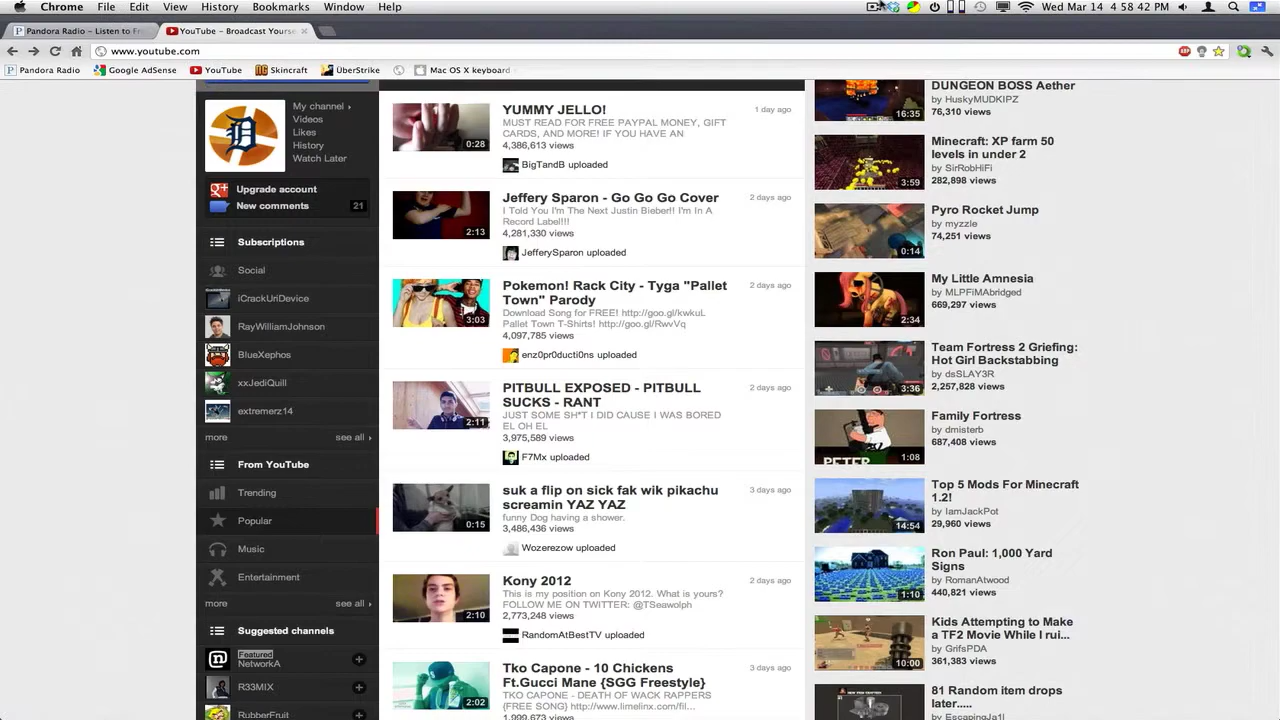 Chrome File Edit View History Bookmarks Window Help Wed Mar 14 4:58:42 PM
Pandora Radio - Listen to Fr
YouTube - Broadcast Yourse
www.youtube.com
Pandora Radio Google AdSense YouTube Skincraft ÜberStrike Mac OS X keyboard
My channel
Videos
Likes
History
Watch Later
Upgrade account
New comments 21
Subscriptions
Social
iCrackUriDevice
RayWilliamJohnson
BlueXephos
xxJediQuill
extremerz14
more see all
From YouTube
Trending
Popular
Music
Entertainment
more see all
Suggested channels
Featured
NetworkA
R33MIX
RubberFruit
YUMMY JELLO! 1 day ago
MUST READ FOR FREE PAYPAL MONEY, GIFT
CARDS, AND MORE! IF YOU HAVE AN
4,386,613 views
0:28
BigTandB uploaded
Jeffery Sparon - Go Go Go Cover 2 days ago
I Told You I'm The Next Justin Bieber!! I'm In A
Record Label!!!
4,281,330 views
2:13
JefferySparon uploaded
Pokemon! Rack City - Tyga "Pallet 2 days ago
Town" Parody
Download Song for FREE! http://goo.gl/kwkuL
Pallet Town T-Shirts! http://goo.gl/RwvVq
4,097,785 views
3:03
enz0pr0ducti0ns uploaded
PITBULL EXPOSED - PITBULL 2 days ago
SUCKS - RANT
JUST SOME SH*T I DID CAUSE I WAS BORED
EL OH EL
3,975,589 views
2:11
F7Mx uploaded
suk a flip on sick fak wik pikachu 3 days ago
screamin YAZ YAZ
funny Dog having a shower.
3,486,436 views
0:15
Wozerezow uploaded
Kony 2012 2 days ago
This is my position on Kony 2012. What is yours?
FOLLOW ME ON TWITTER: @TSeawolph
2,773,248 views
2:10
RandomAtBestTV uploaded
Tko Capone - 10 Chickens 3 days ago
Ft.Gucci Mane {SGG Freestyle}
TKO CAPONE - DEATH OF WACK RAPPERS
{FREE SONG} http://www.limelinx.com/fil...
1,999,673 views
2:02
DUNGEON BOSS Aether
by HuskyMUDKIPZ
76,310 views
16:35
Minecraft: XP farm 50
levels in under 2
by SirRobHiFi
282,898 views
3:59
Pyro Rocket Jump
by myzzle
74,251 views
0:14
My Little Amnesia
by MLPFiMAbridged
669,297 views
2:34
Team Fortress 2 Griefing:
Hot Girl Backstabbing
by dsSLAY3R
2,257,828 views
3:36
Family Fortress
by dmisterb
687,408 views
PETER
1:08
Top 5 Mods For Minecraft
1.2!
by IamJackPot
29,960 views
14:54
Ron Paul: 1,000 Yard
Signs
by RomanAtwood
440,821 views
1:10
Kids Attempting to Make
a TF2 Movie While I rui...
by GrifsPDA
361,383 views
10:00
81 Random item drops
later.....
by EscapingJa1l